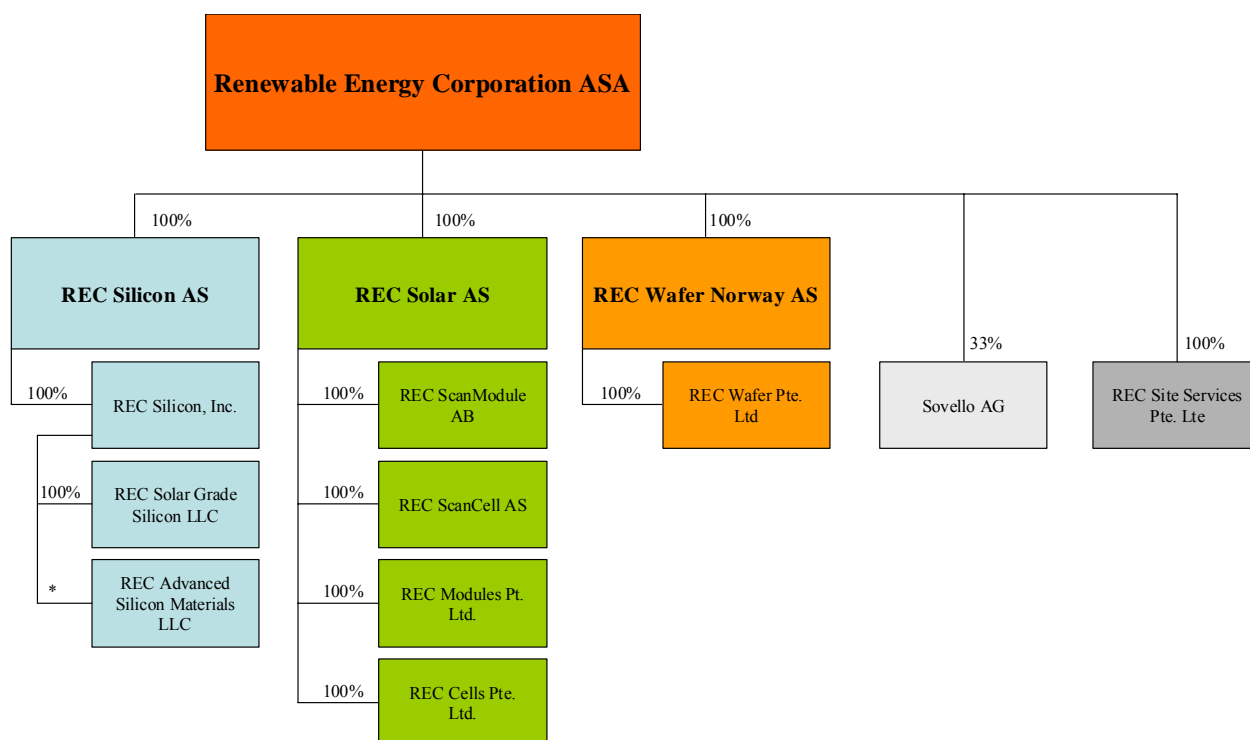 Renewable Energy Corporation ASA
100%
100%
100%
REC Silicon AS
REC Solar AS
REC Wafer Norway AS
33%
100%
100%
REC Silicon, Inc.
100%
REC ScanModule
AB
100%
REC Wafer Pte.
Ltd
Sovello AG
REC Site Services
Pte. Lte
100%
REC Solar Grade
Silicon LLC
100%
REC ScanCell AS
*
REC Advanced
Silicon Materials
LLC
100%
REC Modules Pt.
Ltd.
100%
REC Cells Pte.
Ltd.